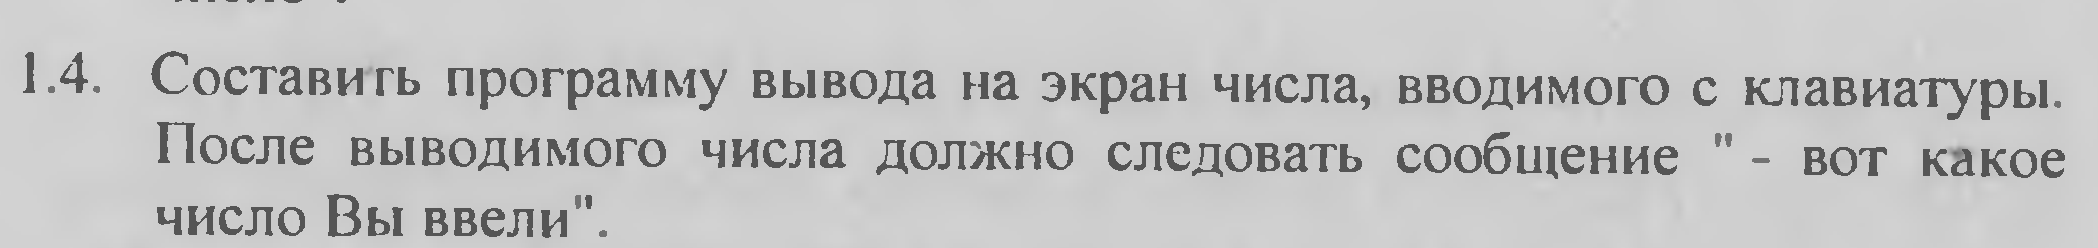 1.4. Составить программу вывода на экран числа, вводимого с клавиатуры.
После выводимого числа должно следовать сообщение " - вот какое
число Вы ввели".